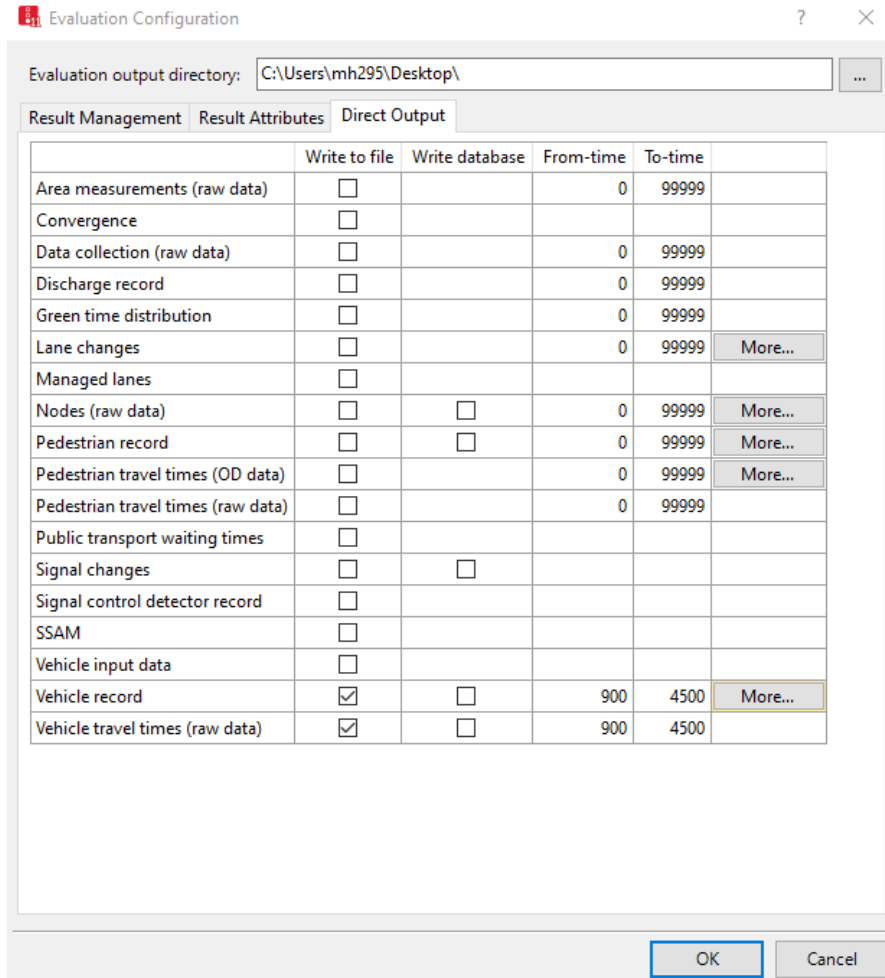 11 Evaluation Configuration ?
Evaluation output directory: C:\Users\mh295\Desktop\ ...
Result Management Result Attributes Direct Output
Write to file Write database From-time To-time
Area measurements (raw data) 0 99999
Convergence
Data collection (raw data) 0 99999
Discharge record 0 99999
Green time distribution 0 99999
Lane changes 0 99999 More...
Managed lanes
Nodes (raw data) 0 99999 More...
Pedestrian record 0 99999 More...
Pedestrian travel times (OD data) 0 99999 More...
Pedestrian travel times (raw data) 0 99999
Public transport waiting times
Signal changes
Signal control detector record
SSAM
Vehicle input data
Vehicle record 900 4500 More...
Vehicle travel times (raw data) 900 4500
OK Cancel